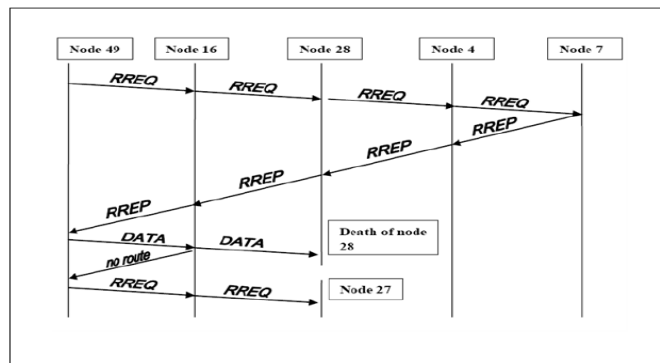 Node 49 Node 16 Node 28 Node 4 Node 7
RREQ RREQ RREQ RREQ
RREP
RREP
RREP
RREP
DATA DATA
Death of node
28
no route
RREQ RREQ
Node 27